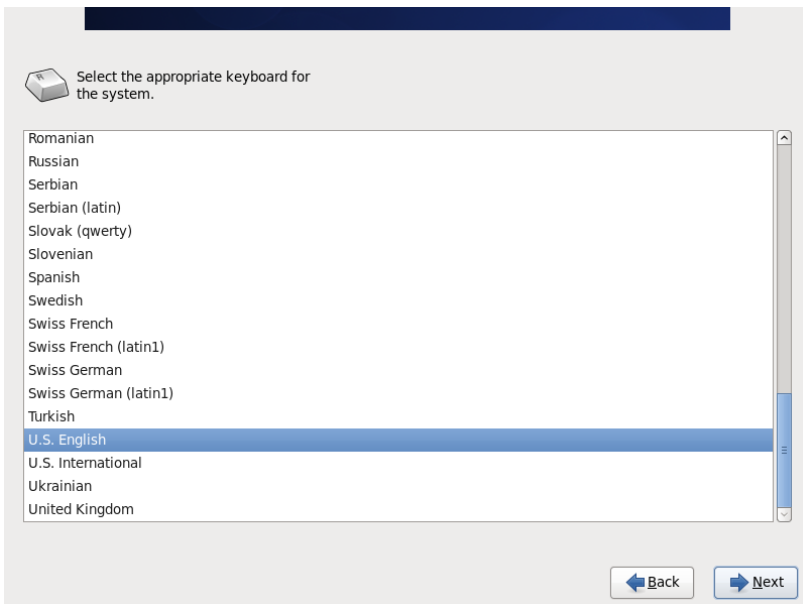 Select the appropriate keyboard for
the system.
Romanian
Russian
Serbian
Serbian (latin)
Slovak (qwerty)
Slovenian
Spanish
Swedish
Swiss French
Swiss French (latin1)
Swiss German
Swiss German (latin1)
Turkish
U.S. English
U.S. International
Ukrainian
United Kingdom
Back
Next